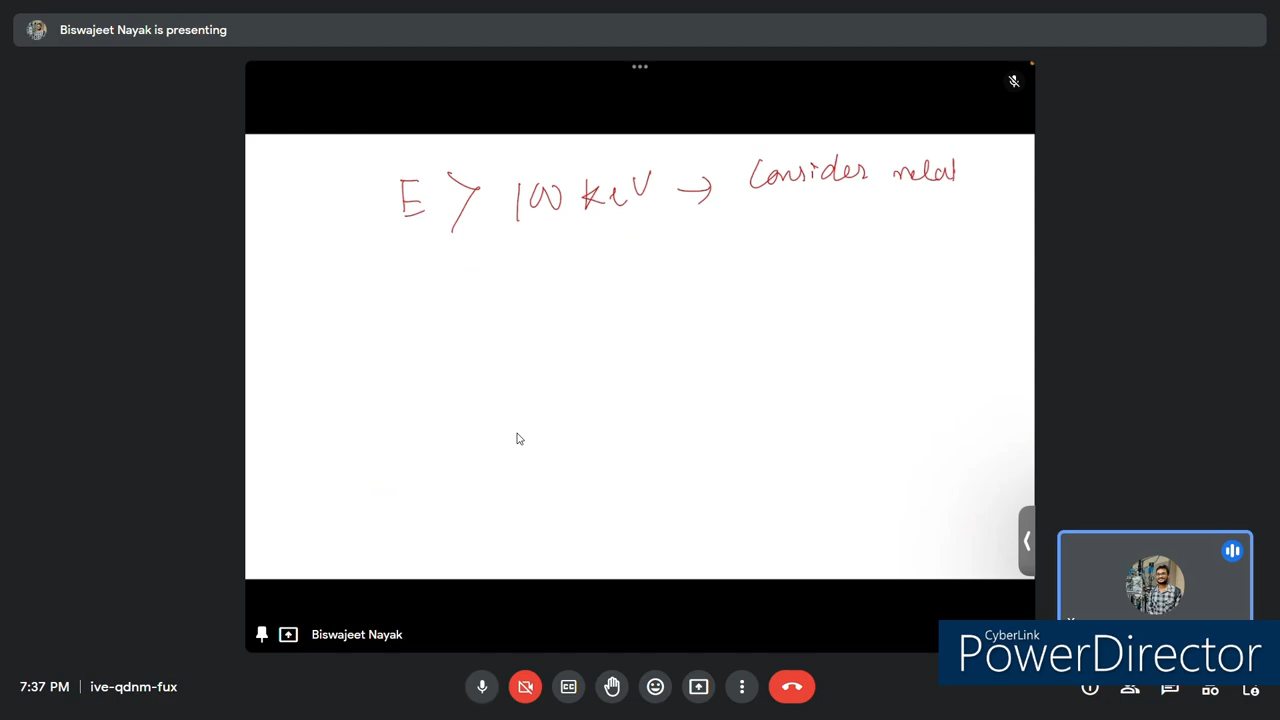 Biswajeet Nayak is presenting
E > 100 keV → Consider relat
Biswajeet Nayak
7:37 PM | ive-qdnm-fux
CyberLink
PowerDirector